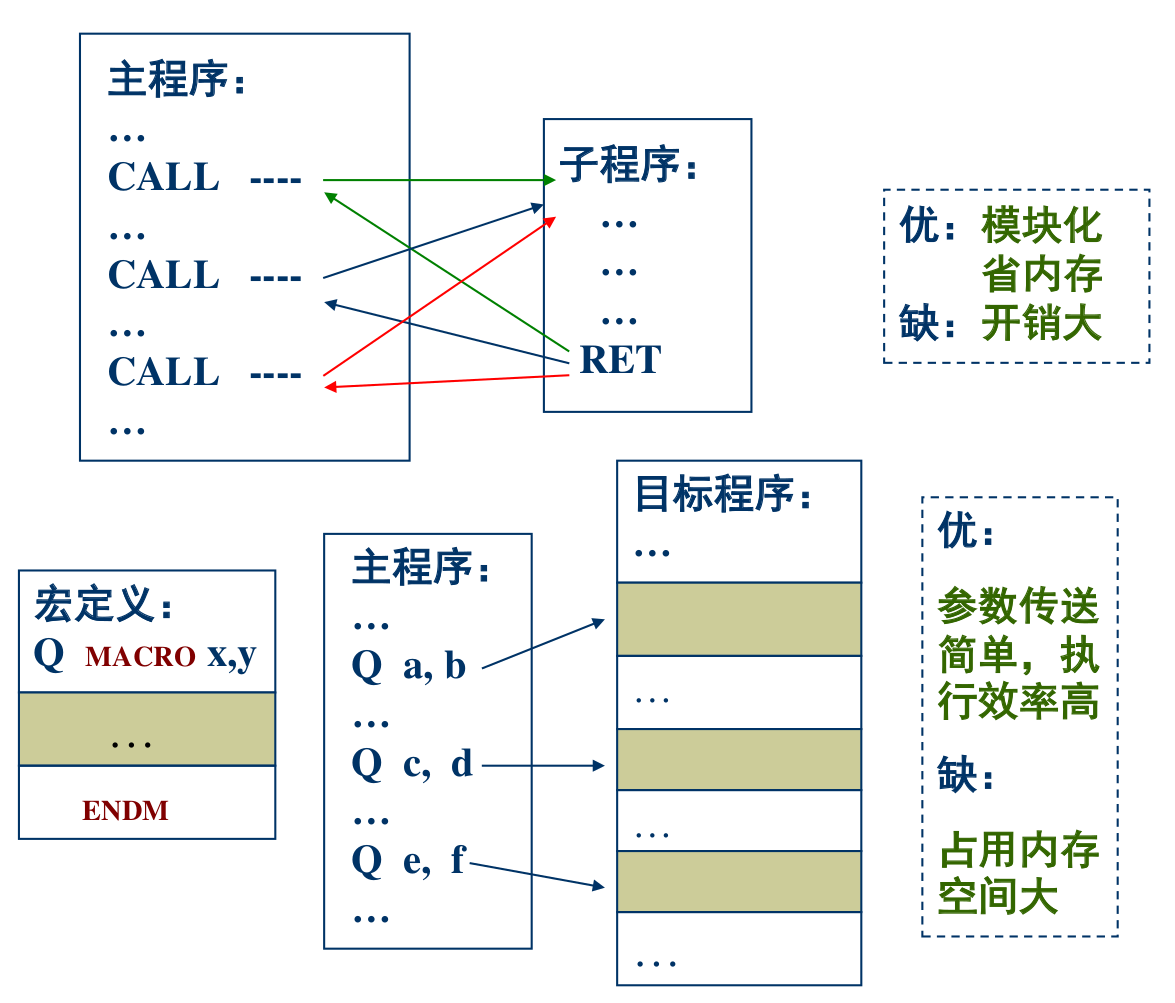 主程序：
…
CALL ----
…
CALL ----
…
CALL ----
…
子程序：
…
…
…
RET
优：模块化
省内存
缺：开销大
宏定义：
Q MACRO x,y
…
ENDM
主程序：
…
Q a, b
…
Q c, d
…
Q e, f
…
目标程序：
…
…
…
…
优：
参数传送
简单，执
行效率高
缺：
占用内存
空间大